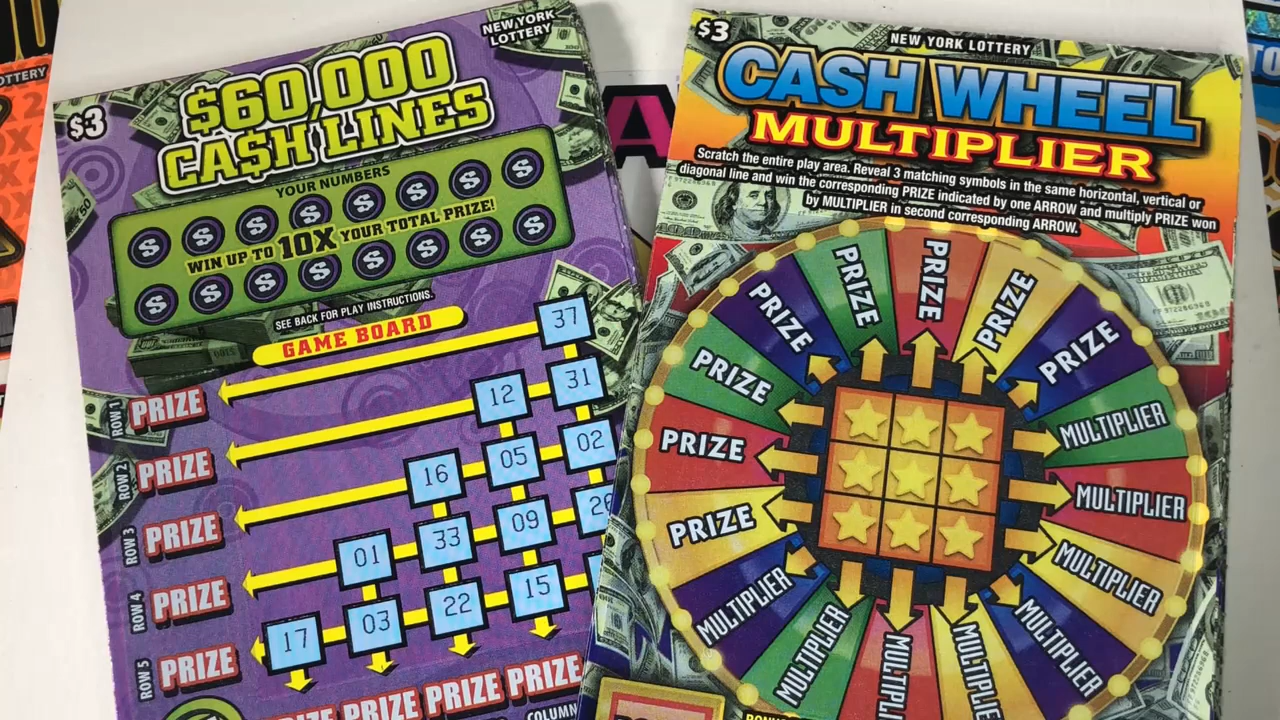 $3
NEW YORK
LOTTERY
$60,000
CA$H LINES
YOUR NUMBERS
$ $ $ $ $ $ $ $
WIN UP TO 10X YOUR TOTAL PRIZE!
$ $ $ $ $ $ $ $
SEE BACK FOR PLAY INSTRUCTIONS.
GAME BOARD
37
ROW 1 PRIZE 12 31
ROW 2 PRIZE 16 05 02
ROW 3 PRIZE 01 33 09
ROW 4 PRIZE 17 03 22 15
ROW 5 PRIZE
PRIZE PRIZE PRIZE PRIZE
$3
NEW YORK LOTTERY
CASH WHEEL
MULTIPLIER
Scratch the entire play area. Reveal 3 matching symbols in the same horizontal, vertical or
diagonal line and win the corresponding PRIZE indicated by one ARROW and multiply PRIZE won
by MULTIPLIER in second corresponding ARROW.
PRIZE
PRIZE
PRIZE
PRIZE
PRIZE
PRIZE
PRIZE
PRIZE
MULTIPLIER
MULTIPLIER
MULTIPLIER
MULTIPLIER
MULTIPLIER
MULTIPLIER
LOTTERY
A